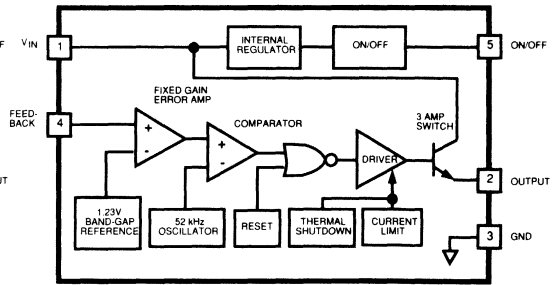 F
VIN
1
INTERNAL
REGULATOR
ON/OFF
5
ON/OFF
FIXED GAIN
ERROR AMP
FEED-
BACK
4
+
-
COMPARATOR
+
-
3 AMP
SWITCH
DRIVER
UT
2
OUTPUT
1.23V
BAND-GAP
REFERENCE
52 kHz
OSCILLATOR
RESET
THERMAL
SHUTDOWN
CURRENT
LIMIT
3
GND